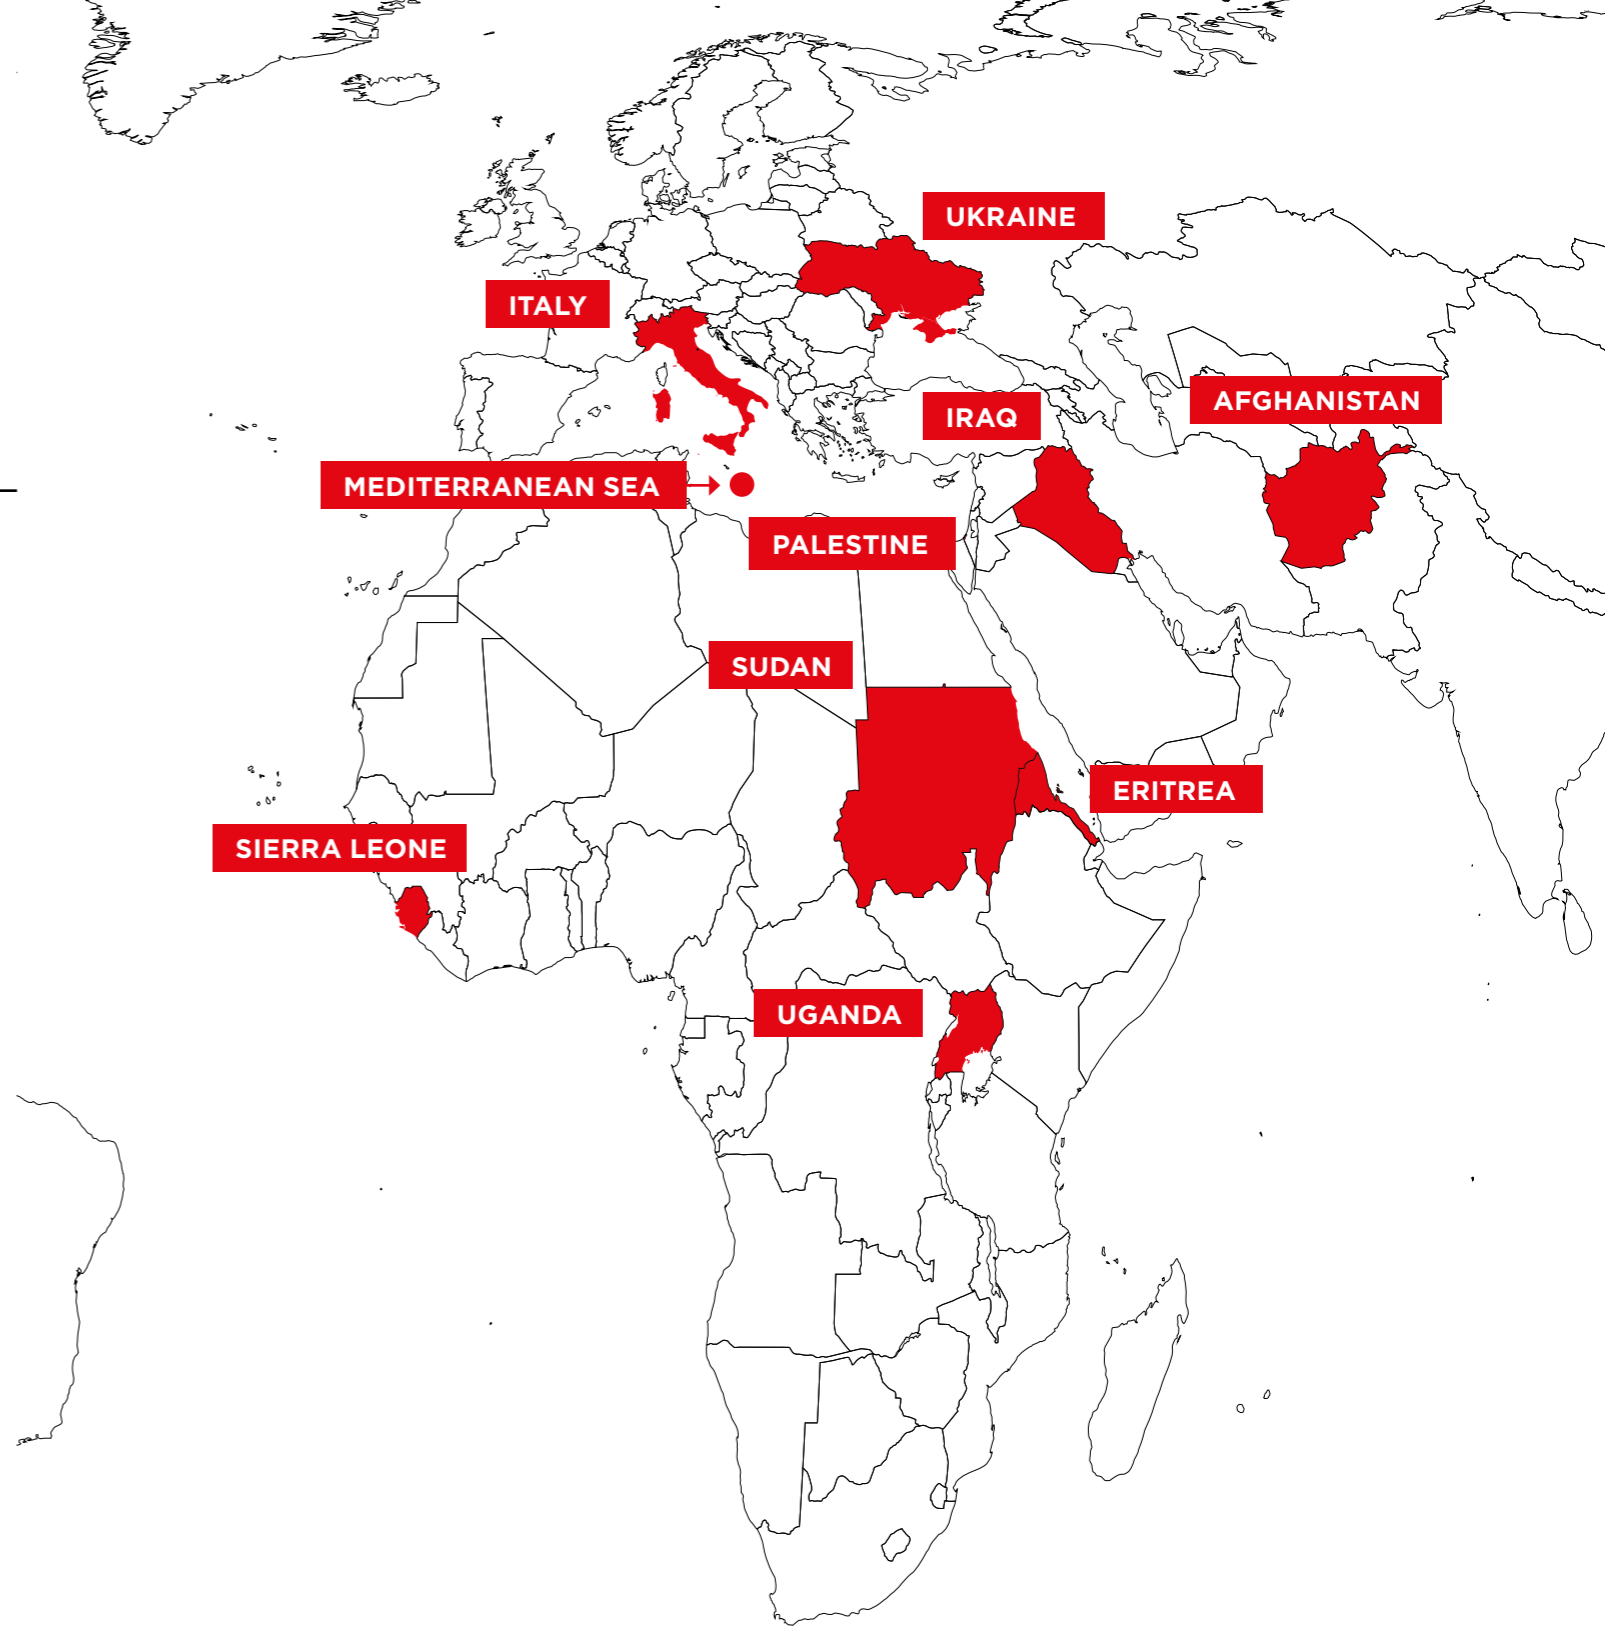 UKRAINE
ITALY
AFGHANISTAN
IRAQ
MEDITERRANEAN SEA
PALESTINE
SUDAN
ERITREA
SIERRA LEONE
UGANDA